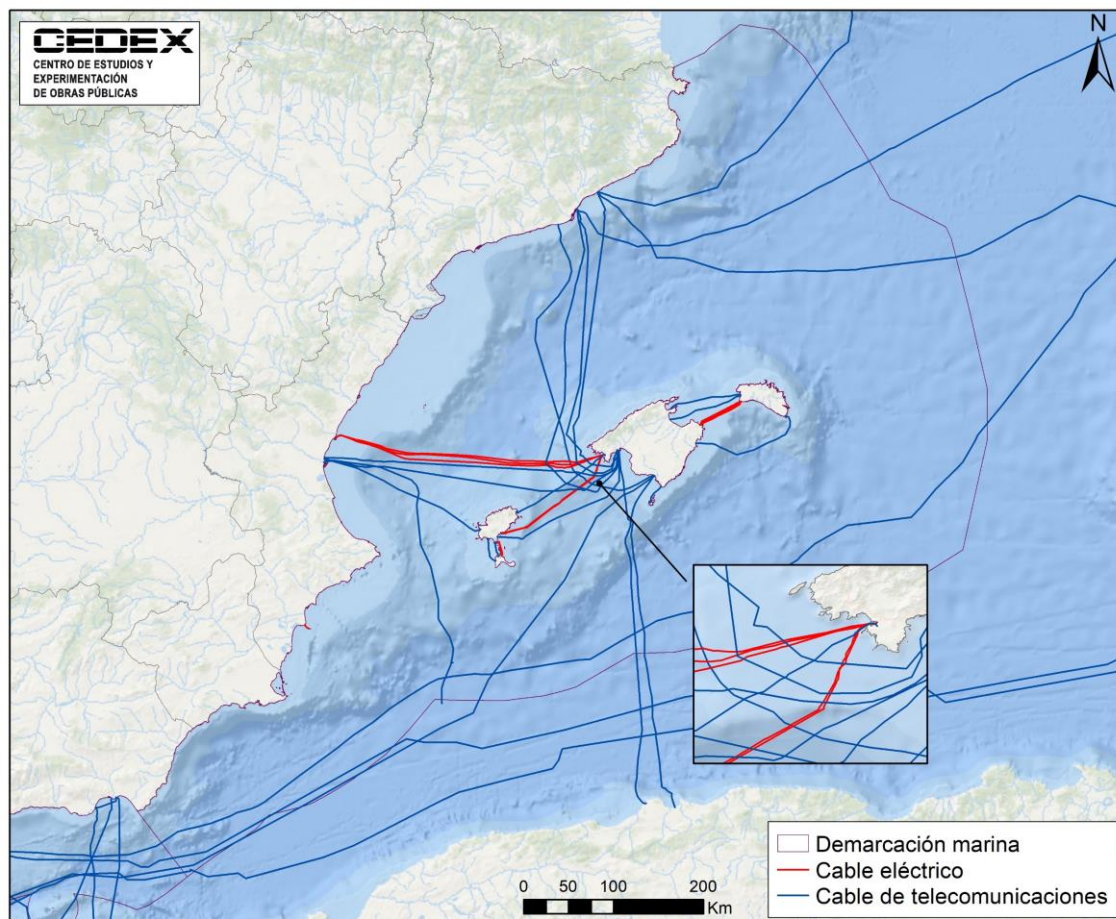 CEDEX
CENTRO DE ESTUDIOS Y
EXPERIMENTACIÓN
DE OBRAS PÚBLICAS
N
Demarcación marina
Cable eléctrico
Cable de telecomunicaciones
0 50 100 200
Km